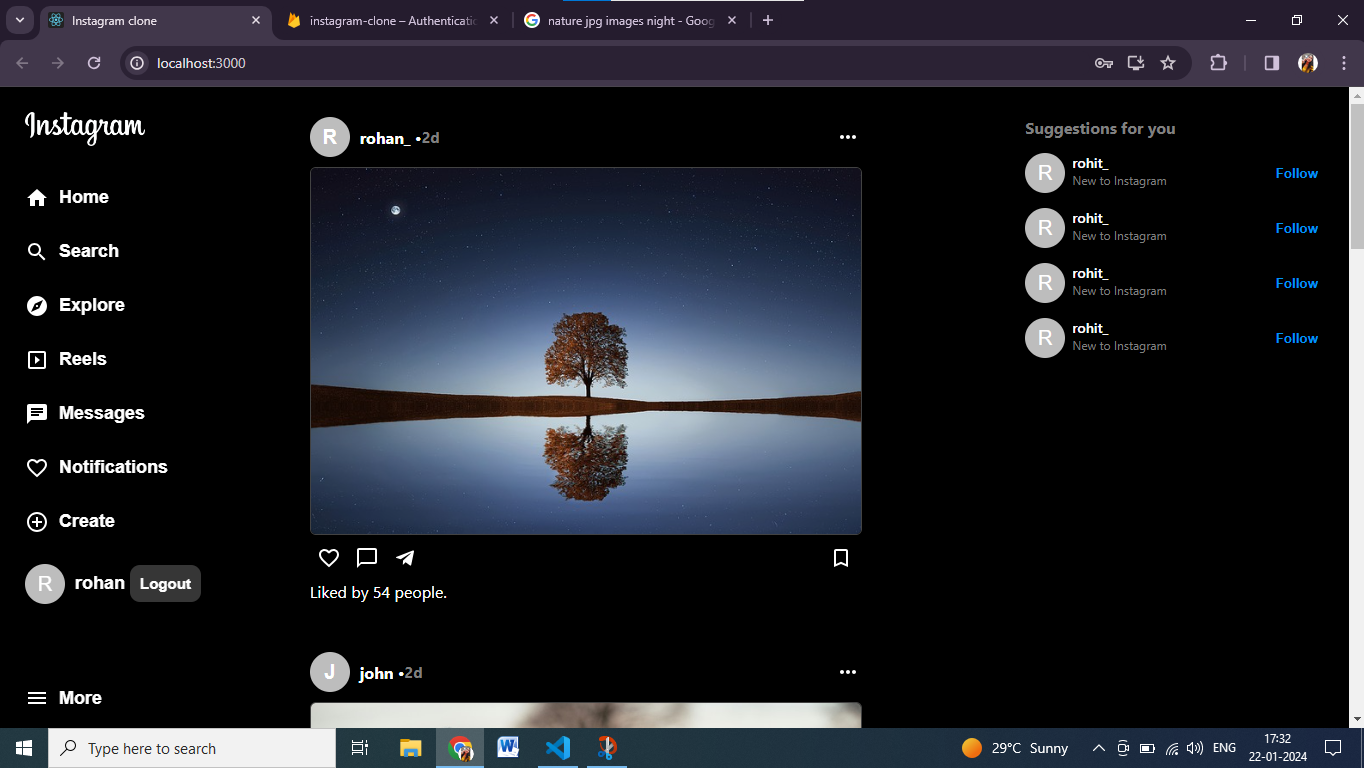 Instagram clone
instagram-clone – Authenticatic
nature jpg images night - Goog
localhost:3000
Instagram
Home
Search
Explore
Reels
Messages
Notifications
Create
R rohan Logout
More
R rohan_ •2d
Liked by 54 people.
J john •2d
Suggestions for you
R rohit_ Follow
New to Instagram
R rohit_ Follow
New to Instagram
R rohit_ Follow
New to Instagram
R rohit_ Follow
New to Instagram
Type here to search
29°C Sunny
ENG
17:32
22-01-2024